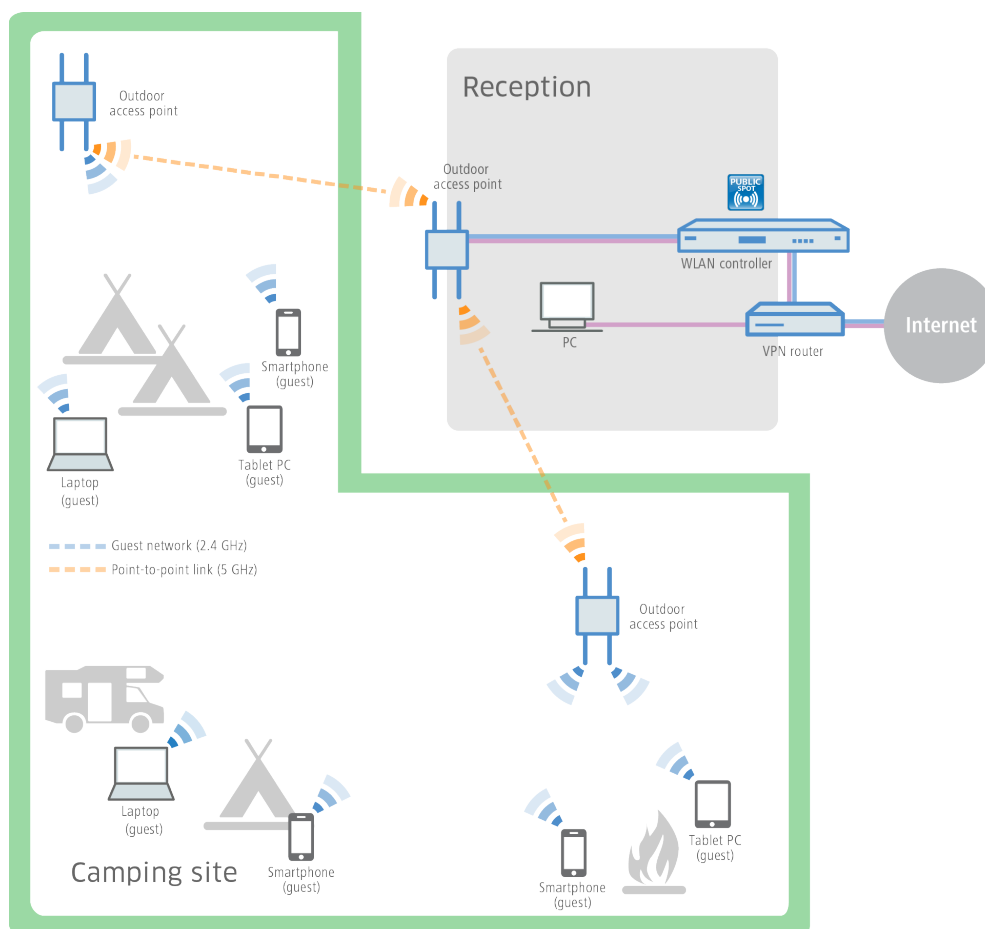 Outdoor
access point
Reception
Outdoor
access point
PUBLIC
SPOT
WLAN controller
Internet
PC
VPN router
Smartphone
(guest)
Tablet PC
(guest)
Laptop
(guest)
Guest network (2.4 GHz)
Point-to-point link (5 GHz)
Outdoor
access point
Laptop
(guest)
Smartphone
(guest)
Tablet PC
(guest)
Smartphone
(guest)
Camping site